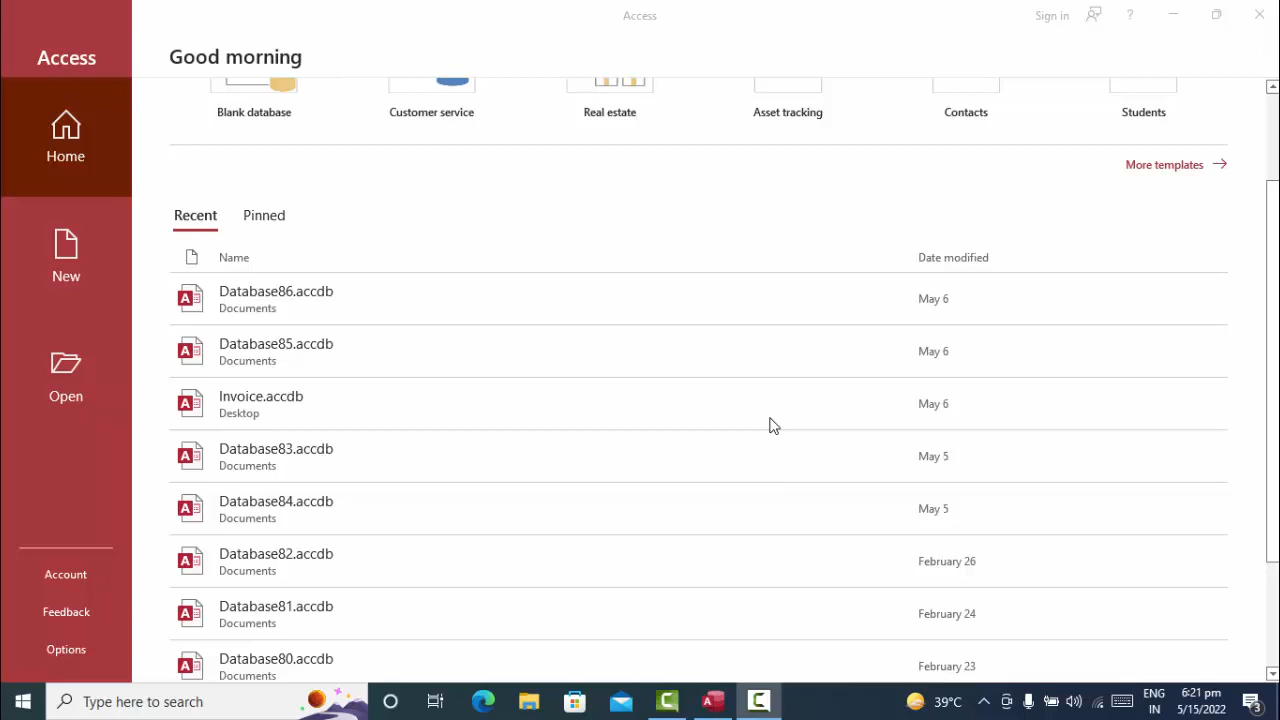 Access
Sign in
?
Access
Good morning
Blank database
Customer service
Real estate
Asset tracking
Contacts
Students
Home
More templates
Recent
Pinned
New
Name
Date modified
A
Database86.accdb
Documents
May 6
A
Database85.accdb
Documents
May 6
Open
A
Invoice.accdb
Desktop
May 6
A
Database83.accdb
Documents
May 5
A
Database84.accdb
Documents
May 5
A
Database82.accdb
Documents
February 26
Account
A
Database81.accdb
Documents
February 24
Feedback
Options
A
Database80.accdb
Documents
February 23
Type here to search
39°C
ENG
IN
6:21 pm
5/15/2022
3